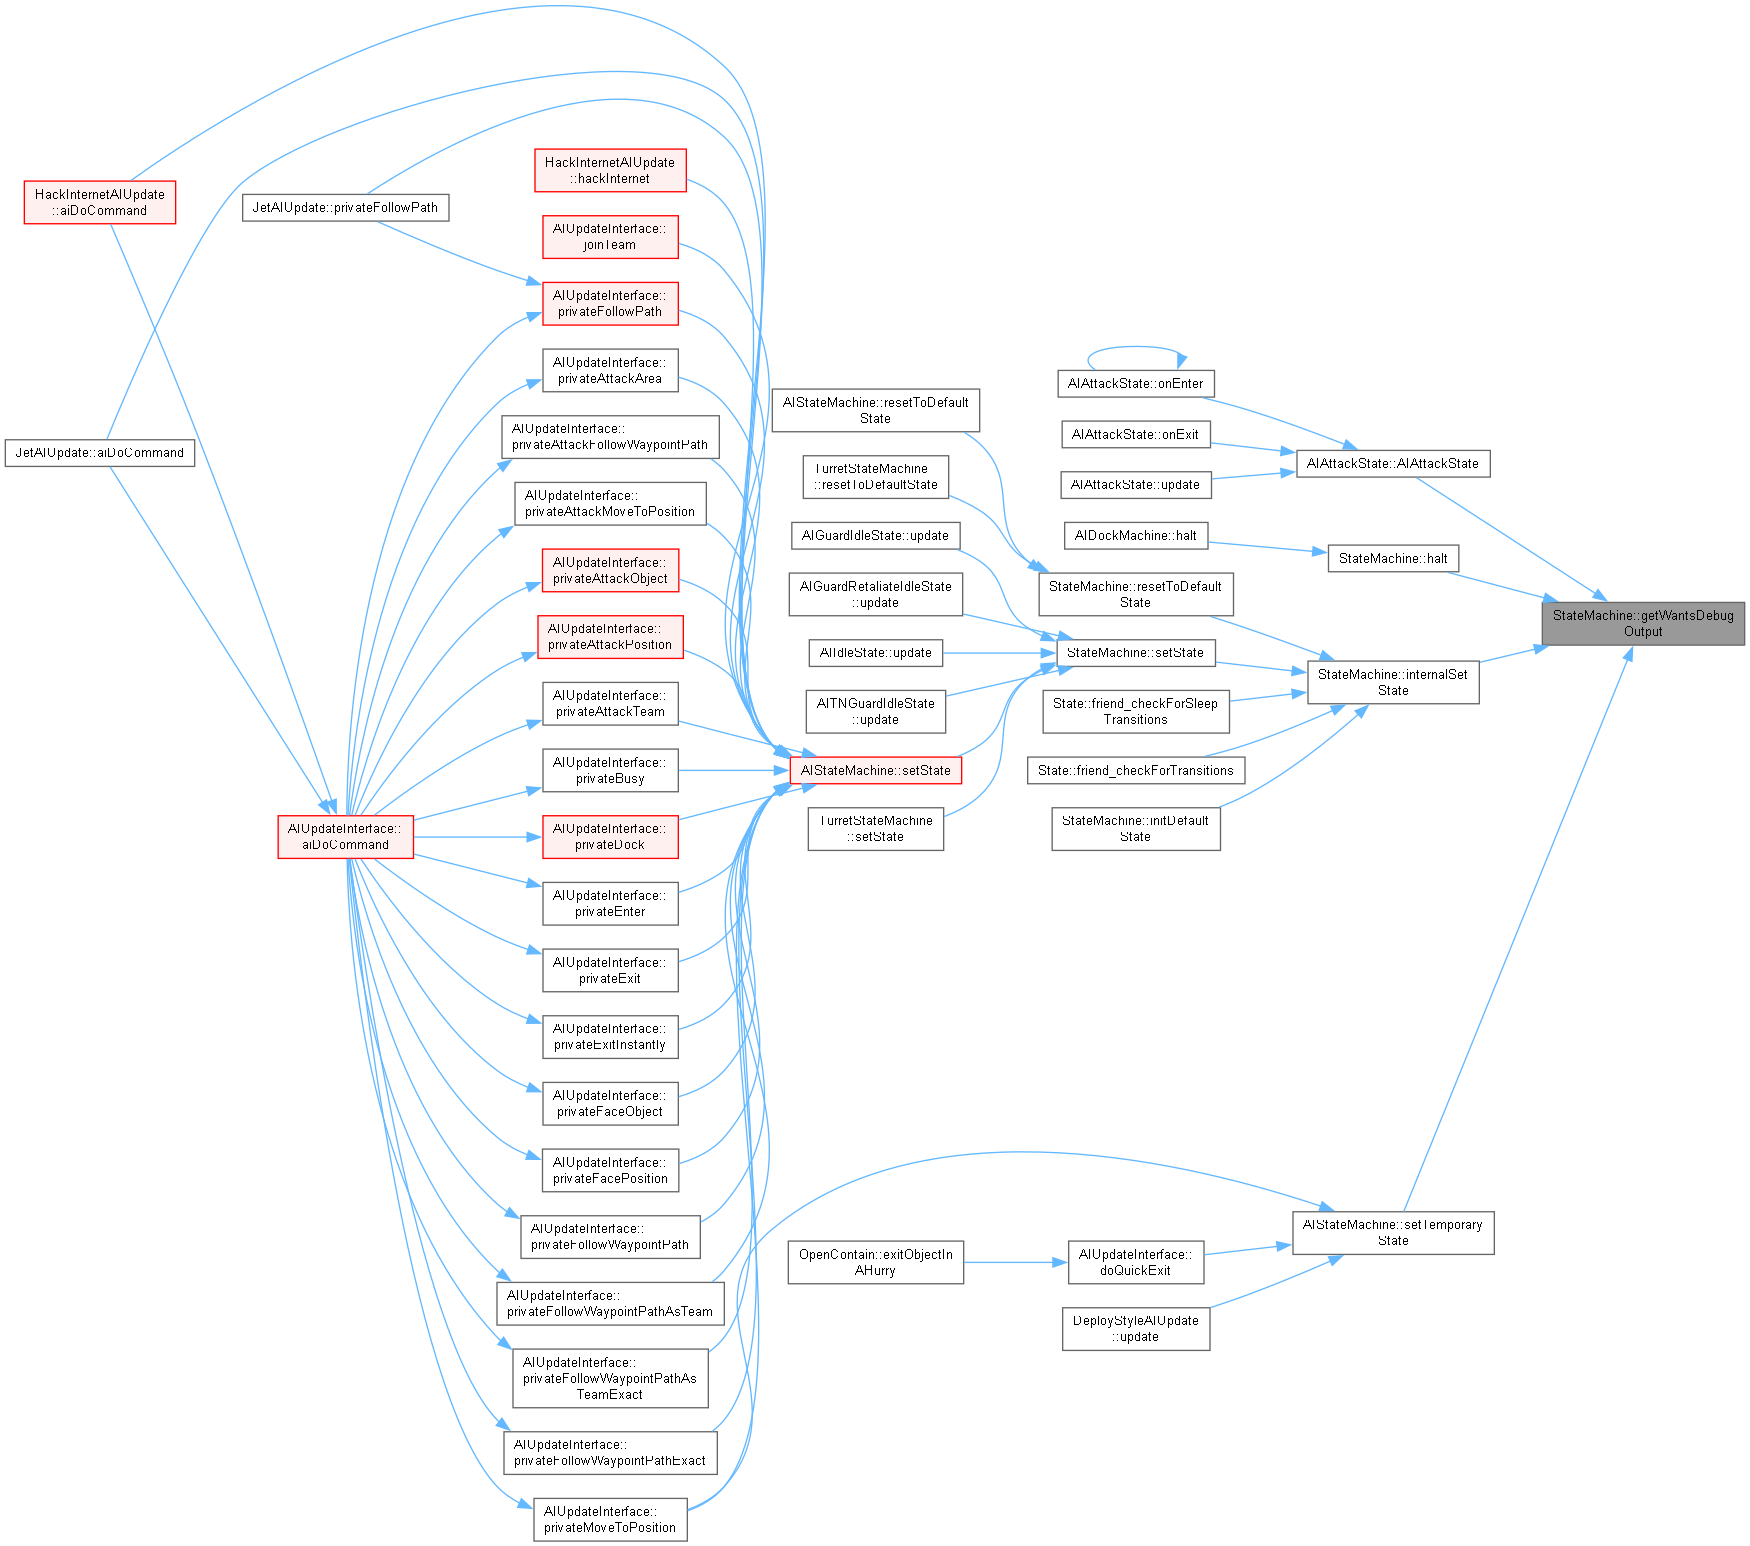 HackInternetAIUpdate
::aiDoCommand
JetAIUpdate::aiDoCommand
JetAIUpdate::privateFollowPath
AIUpdateInterface::
aiDoCommand
HackInternetAIUpdate
::hackInternet
AIUpdateInterface::
joinTeam
AIUpdateInterface::
privateFollowPath
AIUpdateInterface::
privateAttackArea
AIUpdateInterface::
privateAttackFollowWaypointPath
AIUpdateInterface::
privateAttackMoveToPosition
AIUpdateInterface::
privateAttackObject
AIUpdateInterface::
privateAttackPosition
AIUpdateInterface::
privateAttackTeam
AIUpdateInterface::
privateBusy
AIUpdateInterface::
privateDock
AIUpdateInterface::
privateEnter
AIUpdateInterface::
privateExit
AIUpdateInterface::
privateExitInstantly
AIUpdateInterface::
privateFaceObject
AIUpdateInterface::
privateFacePosition
AIUpdateInterface::
privateFollowWaypointPath
AIUpdateInterface::
privateFollowWaypointPathAsTeam
AIUpdateInterface::
privateFollowWaypointPathAs
TeamExact
AIUpdateInterface::
privateFollowWaypointPathExact
AIUpdateInterface::
privateMoveToPosition
AIStateMachine::resetToDefault
State
TurretStateMachine
::resetToDefaultState
AIGuardIdleState::update
AIGuardRetaliateIdleState
::update
AIIdleState::update
AITNGuardIdleState
::update
AIStateMachine::setState
TurretStateMachine
::setState
OpenContain::exitObjectIn
AHurry
AIAttackState::onEnter
AIAttackState::onExit
AIAttackState::update
AIDockMachine::halt
StateMachine::resetToDefault
State
StateMachine::setState
State::friend_checkForSleep
Transitions
State::friend_checkForTransitions
StateMachine::initDefault
State
AIUpdateInterface::
doQuickExit
DeployStyleAIUpdate
::update
AIAttackState::AIAttackState
StateMachine::halt
StateMachine::internalSet
State
AIStateMachine::setTemporary
State
StateMachine::getWantsDebug
Output